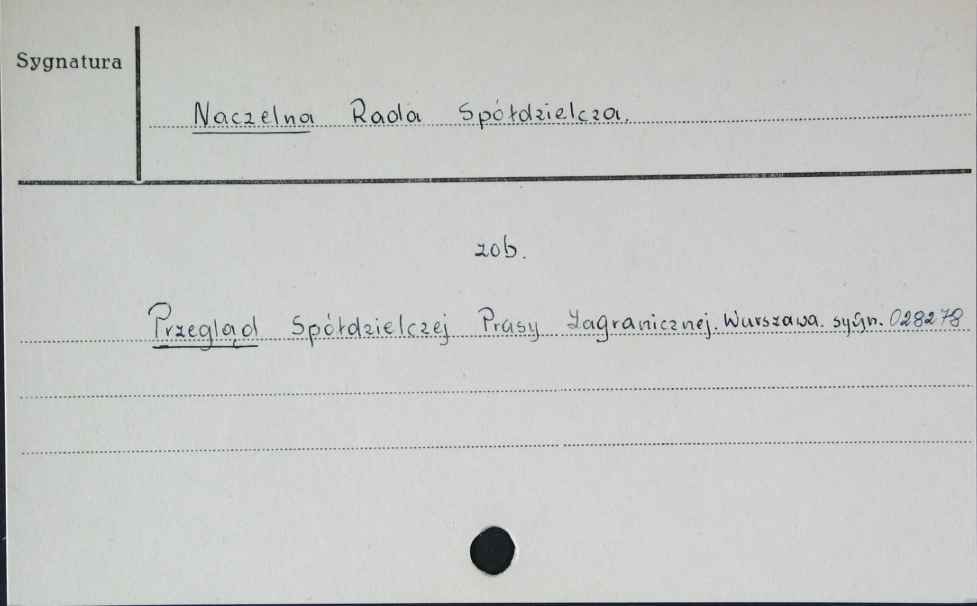 Sygnatura
Naczelna Rada Spółdzielcza.
zob.
Przegląd Spółdzielczej Prasy Zagranicznej. Warszawa. sygn. 028278